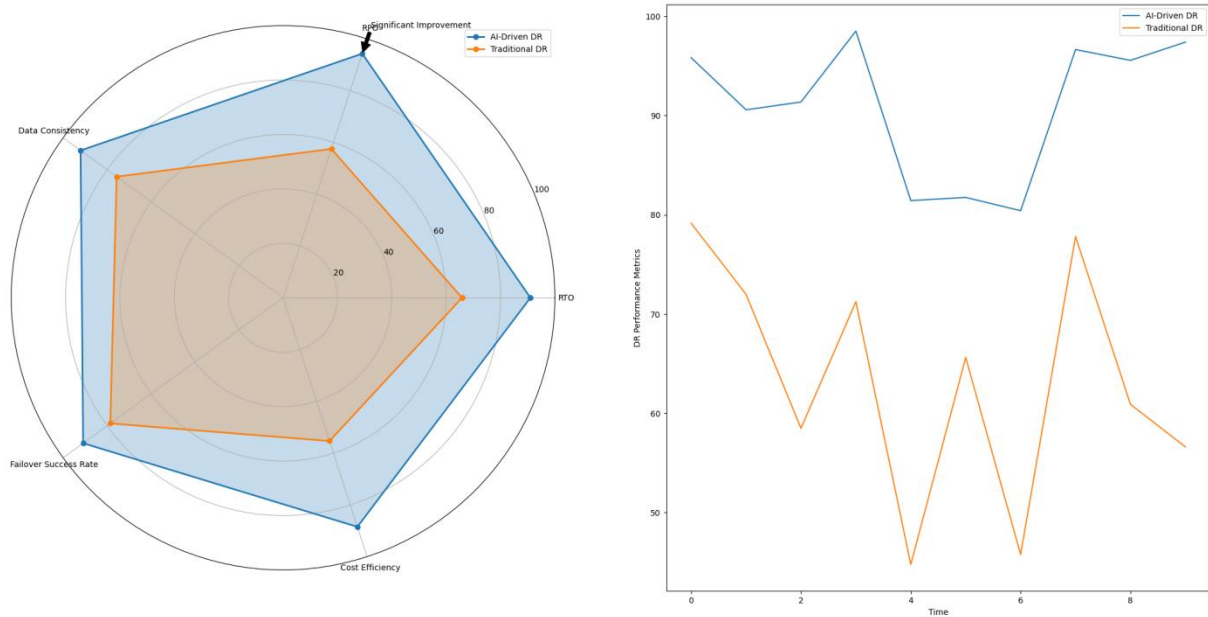 Significant Improvement
RPO
AI-Driven DR
Traditional DR
Data Consistency
100
80
60
40
20
RTO
Failover Success Rate
Cost Efficiency
100
90
80
70
60
50
DR Performance Metrics
AI-Driven DR
Traditional DR
0
2
4
6
8
Time